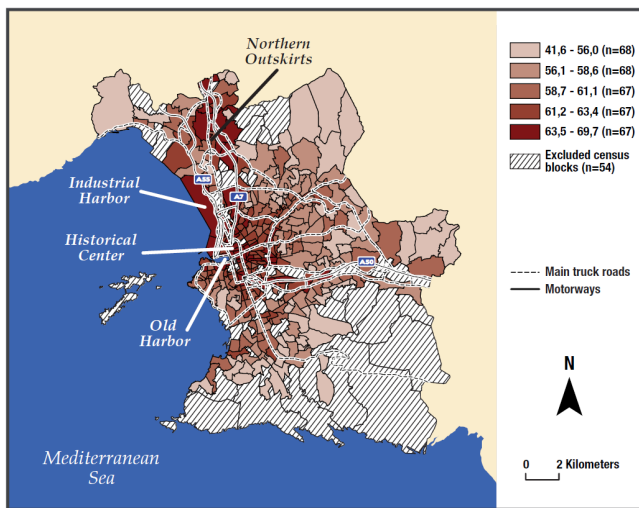 Northern
Outskirts
Industrial
Harbor
Historical
Center
Old
Harbor
Mediterranean
Sea
A55
A7
A50
41,6 - 56,0 (n=68)
56,1 - 58,6 (n=68)
58,7 - 61,1 (n=67)
61,2 - 63,4 (n=67)
63,5 - 69,7 (n=67)
Excluded census
blocks (n=54)
Main truck roads
Motorways
N
0 2 Kilometers